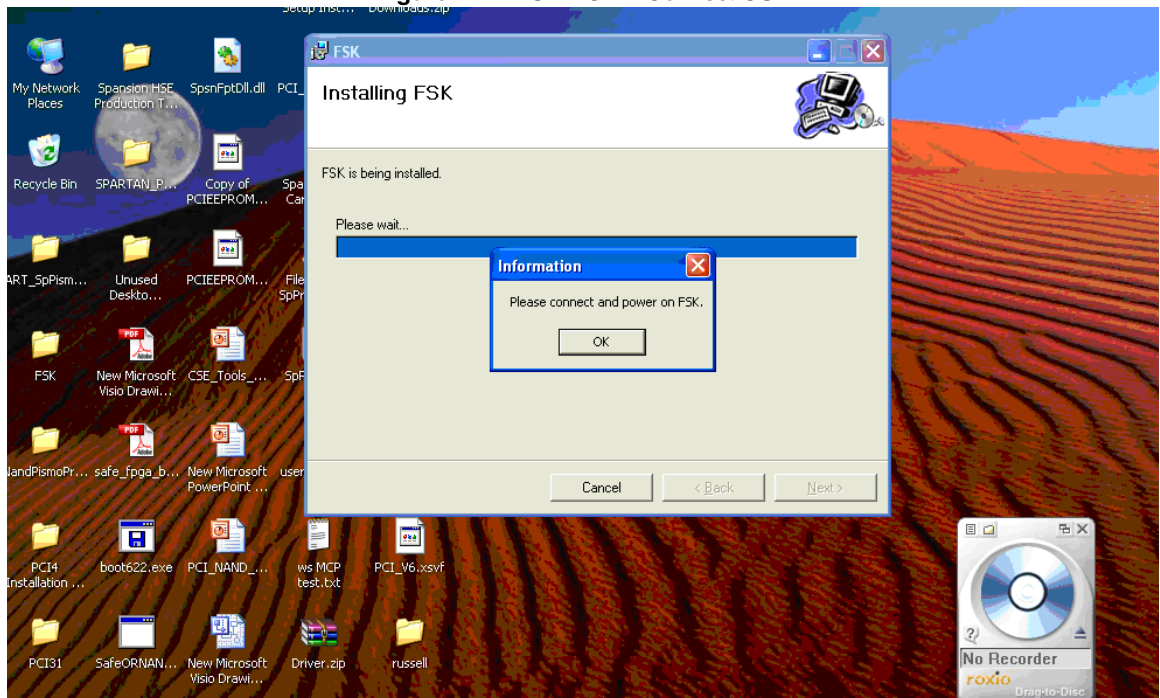 Setup Inst... Downloads.zip
My Network Places
Spansion HSE Production T...
SpsnFptDll.dll
PCI_
Recycle Bin
SPARTAN_P...
Copy of PCIEEPROM...
Spa
Car
ART_SpPism...
Unused Deskto...
PCIEEPROM...
File
SpPr
FSK
New Microsoft Visio Drawi...
CSE_Tools_...
SpF
NandPismoPr...
safe_fpga_b...
New Microsoft PowerPoint ...
user
PCI4 Installation ...
boot622.exe
PCI_NAND_...
ws MCP test.txt
PCI_V6.xsvf
PCI31
SafeORNAN...
New Microsoft Visio Drawi...
Driver.zip
russell
FSK
Installing FSK
FSK is being installed.
Please wait...
Information
Please connect and power on FSK.
OK
Cancel
< Back
Next >
No Recorder
roxio
Drag-to-Disc